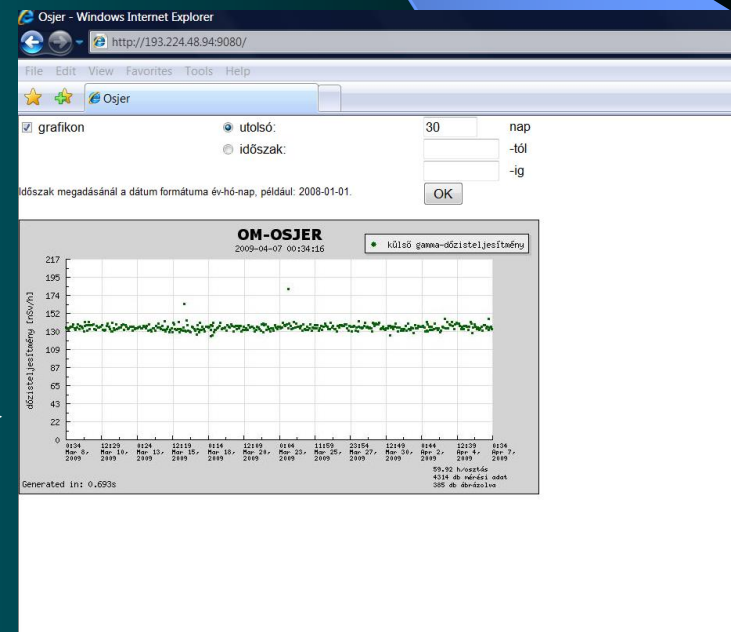 Osjer - Windows Internet Explorer
http://193.224.48.94:9080/
File Edit View Favorites Tools Help
Osjer
grafikon utolsó: 30 nap
időszak: -tól
-ig
Időszak megadásánál a dátum formátuma év-hó-nap, például: 2008-01-01. OK
OM-OSJER
2009-04-07 00:34:16
külső gamma-dózisteljesítmény
dózisteljesítmény [nSv/h]
217
195
174
152
130
109
87
65
43
22
0
0:34 12:29 0:24 12:19 0:14 12:09 0:04 11:59 23:54 12:49 0:44 12:39 0:34
Mar 8, Mar 10, Mar 13, Mar 15, Mar 18, Mar 20, Mar 23, Mar 25, Mar 27, Mar 30, Apr 2, Apr 4, Apr 7,
2009 2009 2009 2009 2009 2009 2009 2009 2009 2009 2009 2009 2009
59.92 h/osztás
4314 db mérési adat
385 db ábrázolva
Generated in: 0.693s